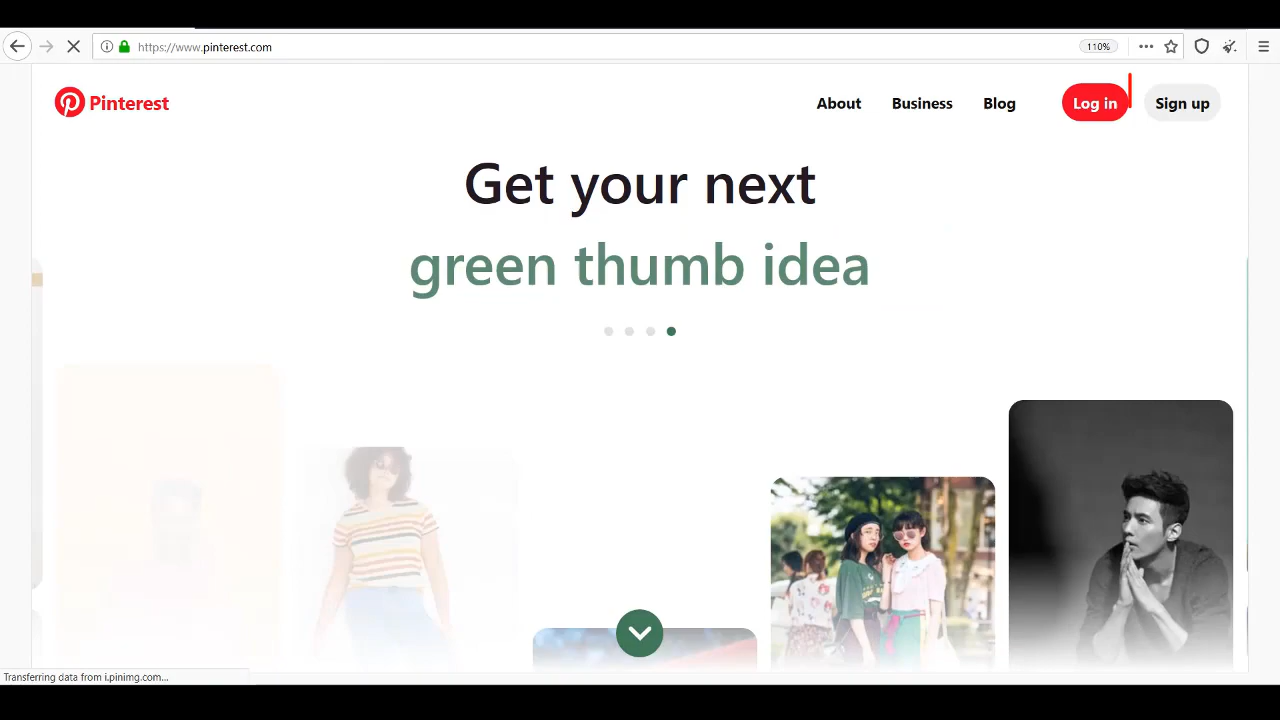 https://www.pinterest.com
110%
Pinterest
About
Business
Blog
Log in
Sign up
Get your next
green thumb idea
Transferring data from i.pinimg.com...